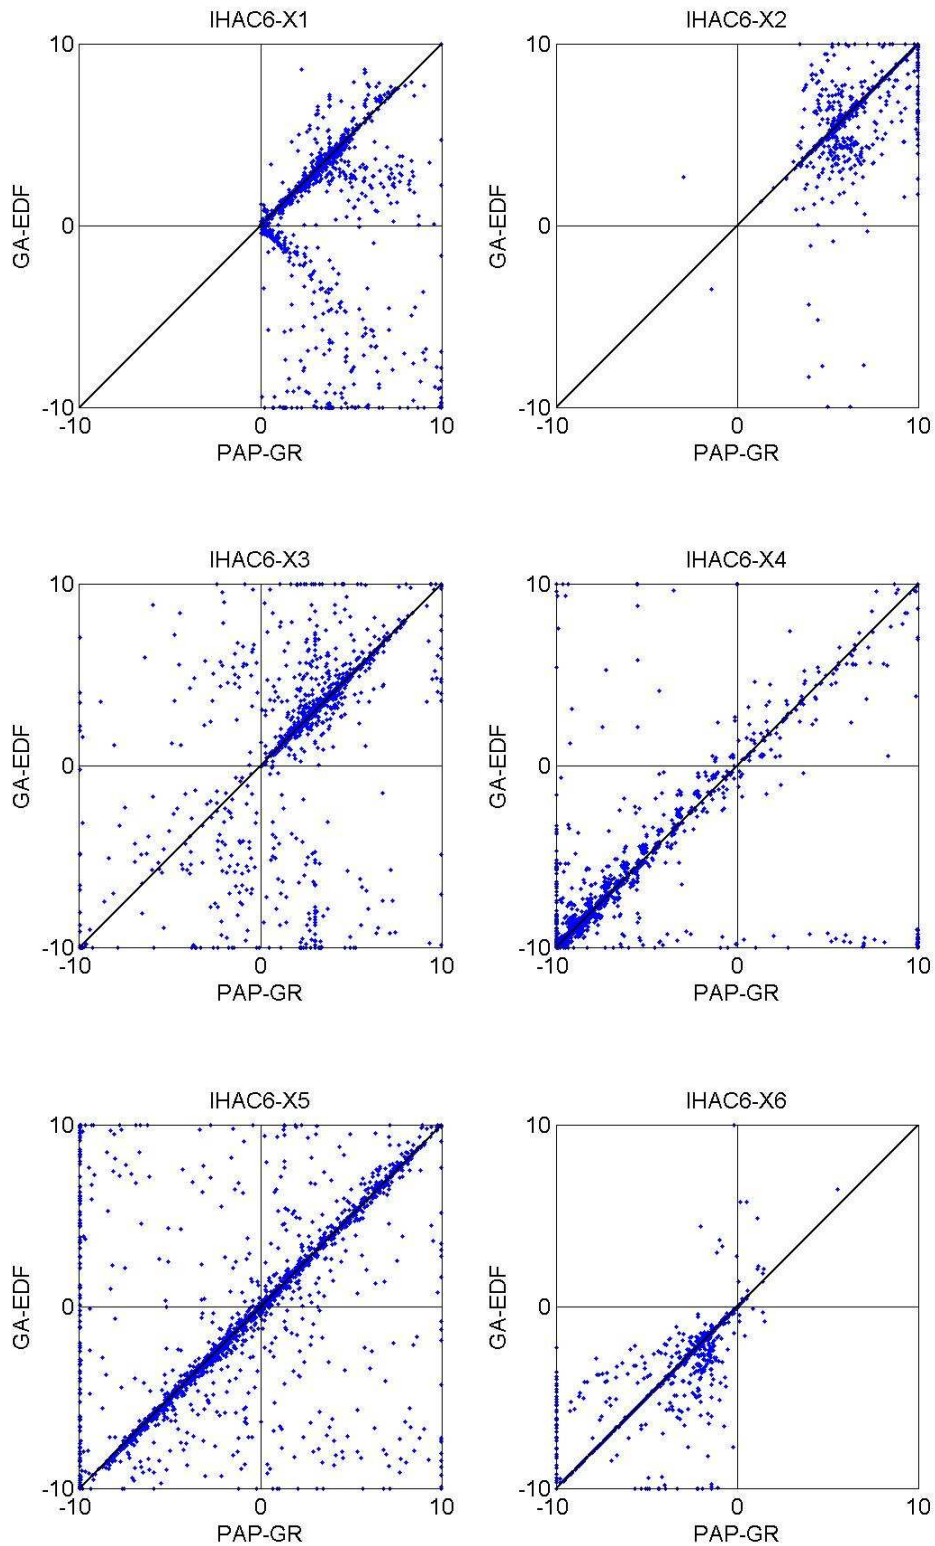 IHAC6-X1 IHAC6-X2
10 10
GA-EDF 0 GA-EDF 0
-10 -10
-10 0 10 -10 0 10
PAP-GR PAP-GR
IHAC6-X3 IHAC6-X4
10 10
GA-EDF 0 GA-EDF 0
-10 -10
-10 0 10 -10 0 10
PAP-GR PAP-GR
IHAC6-X5 IHAC6-X6
10 10
GA-EDF 0 GA-EDF 0
-10 -10
-10 0 10 -10 0 10
PAP-GR PAP-GR